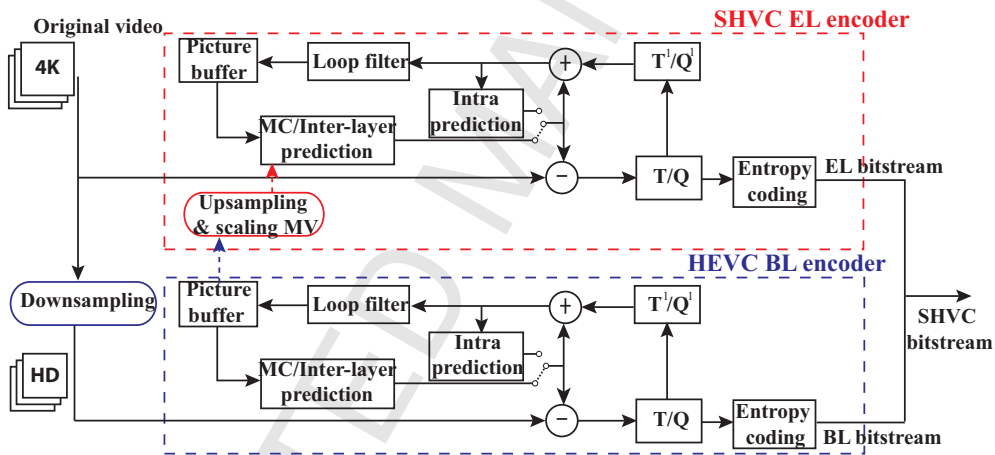 Original video
4K
SHVC EL encoder
Picture
buffer
Loop filter
+
T¹/Q¹
Intra
prediction
MC/Inter-layer
prediction
−
T/Q
Entropy
coding
EL bitstream
Upsampling
& scaling MV
HEVC BL encoder
Downsampling
Picture
buffer
Loop filter
+
T¹/Q¹
Intra
prediction
MC/Inter-layer
prediction
HD
−
T/Q
Entropy
coding
BL bitstream
SHVC
bitstream
TED MA